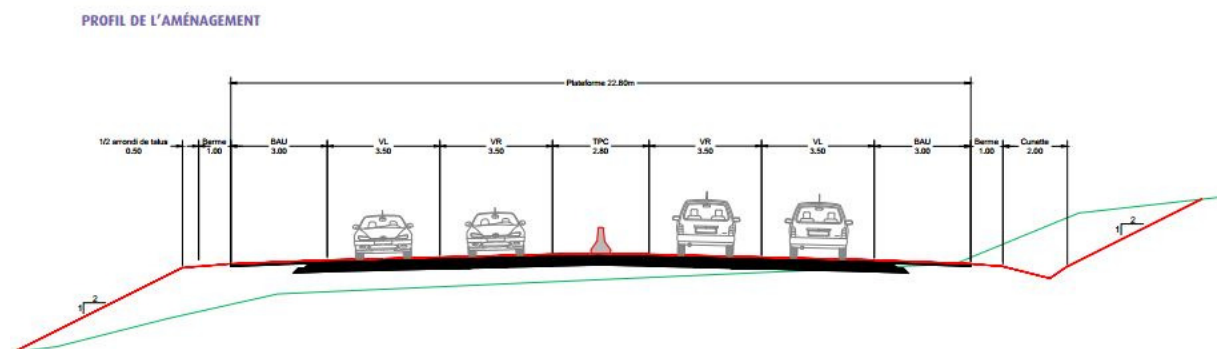 PROFIL DE L'AMÉNAGEMENT
Plateforme 22.80m
1/2 arrondi de talus
0.50
Berme
1.00
BAU
3.00
VL
3.50
VR
3.50
TPC
2.80
VR
3.50
VL
3.50
BAU
3.00
Berme
1.00
Cunette
2.00
2
1
2
1